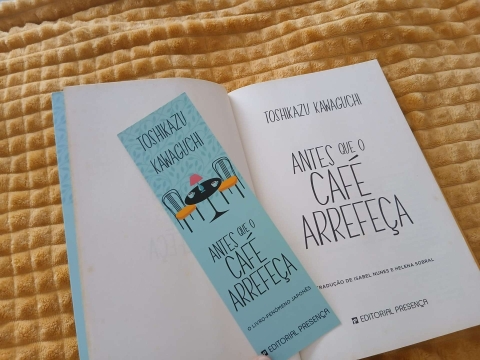 TOSHIKAZU
KAWAGUCHI
ANTES QUE O
CAFÉ
ARREFEÇA
O LIVRO-FENÓMENO JAPONÊS
EDITORIAL PRESENÇA
TOSHIKAZU KAWAGUCHI
ANTES QUE O
CAFÉ
ARREFEÇA
TRADUÇÃO DE ISABEL NUNES E HELENA SOBRAL
EDITORIAL PRESENÇA